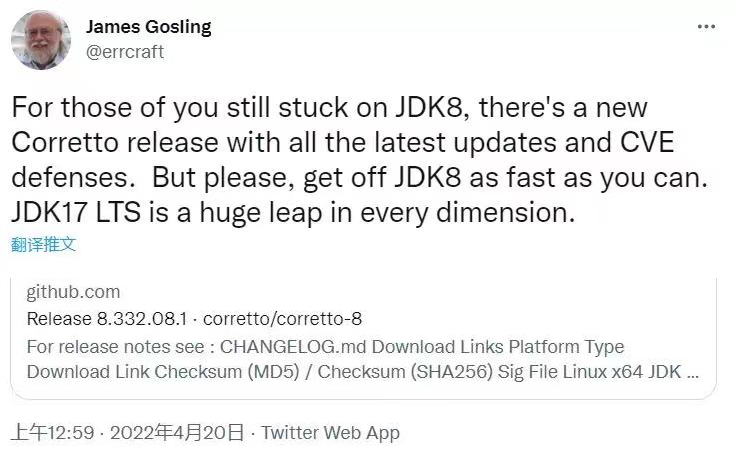 James Gosling
@errcraft
For those of you still stuck on JDK8, there's a new
Corretto release with all the latest updates and CVE
defenses.  But please, get off JDK8 as fast as you can.
JDK17 LTS is a huge leap in every dimension.
翻译推文
github.com
Release 8.332.08.1 · corretto/corretto-8
For release notes see : CHANGELOG.md Download Links Platform Type
Download Link Checksum (MD5) / Checksum (SHA256) Sig File Linux x64 JDK ...
上午12:59 · 2022年4月20日 · Twitter Web App